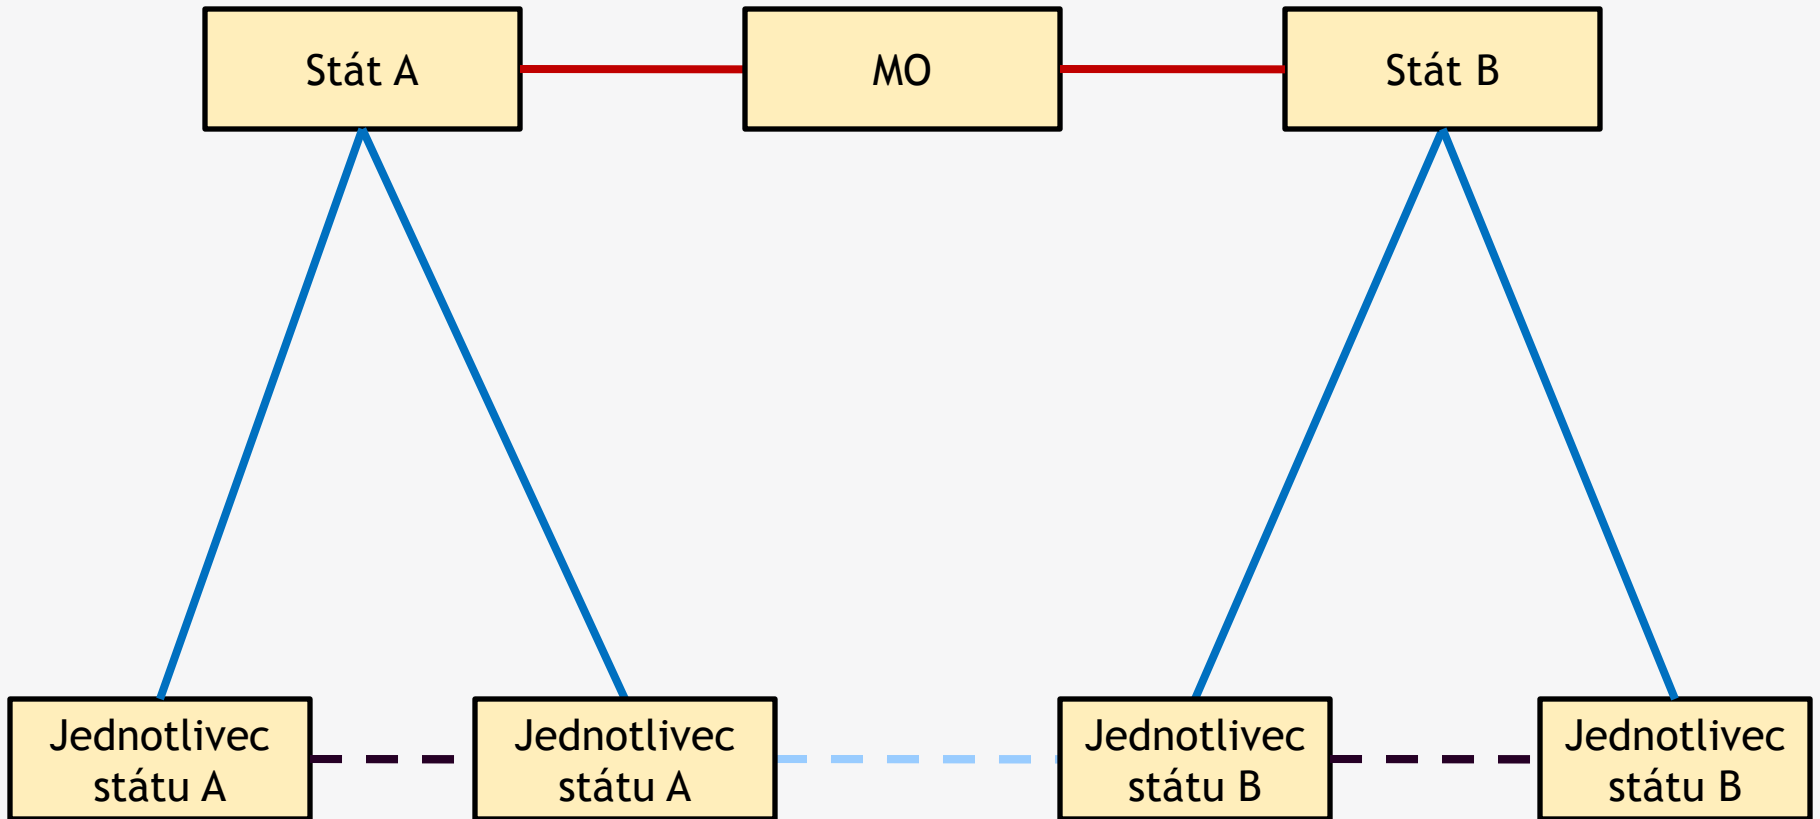 Stát A
MO
Stát B
Jednotlivec
státu A
Jednotlivec
státu A
Jednotlivec
státu B
Jednotlivec
státu B